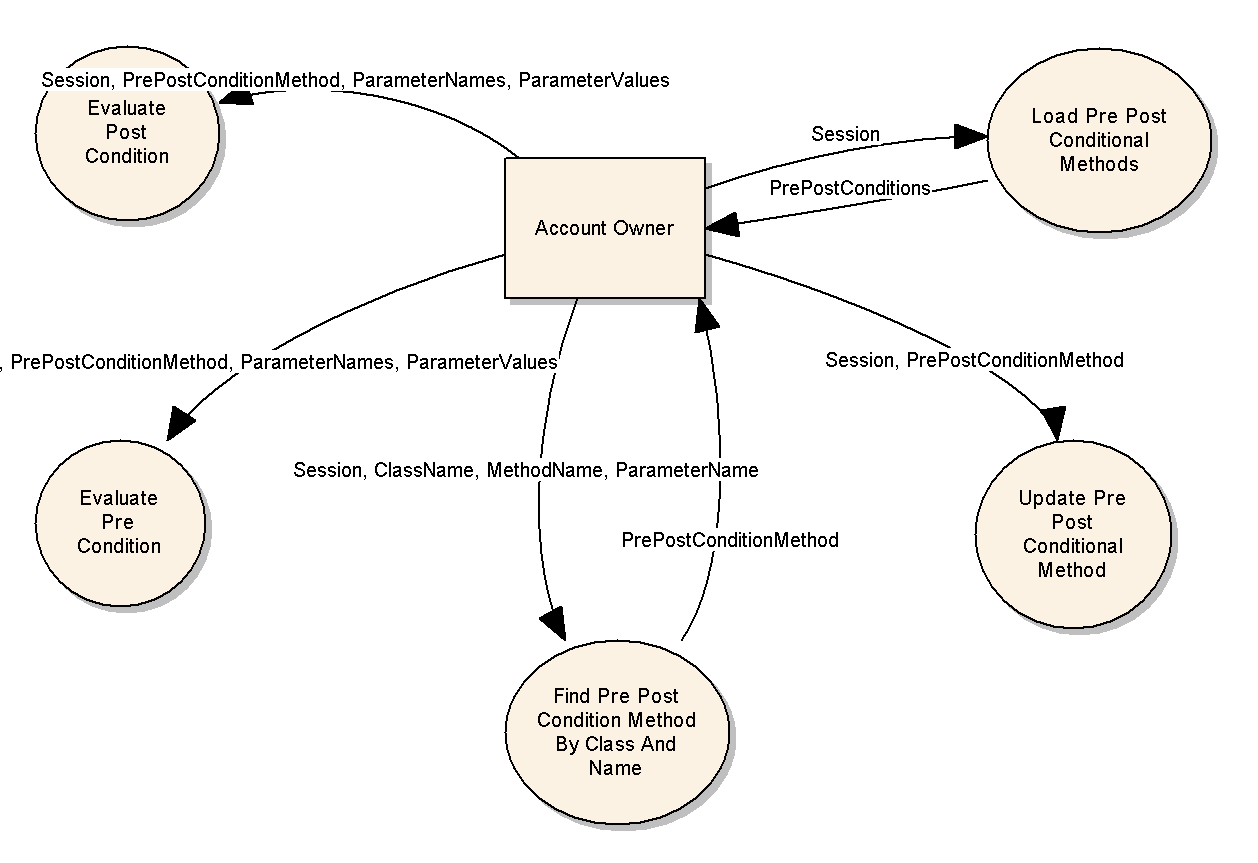 Session, PrePostConditionMethod, ParameterNames, ParameterValues
Evaluate
Post
Condition
Session
Load Pre Post
Conditional
Methods
PrePostConditions
Account Owner
, PrePostConditionMethod, ParameterNames, ParameterValues
Session, PrePostConditionMethod
Evaluate
Pre
Condition
Session, ClassName, MethodName, ParameterName
PrePostConditionMethod
Update Pre
Post
Conditional
Method
Find Pre Post
Condition Method
By Class And
Name